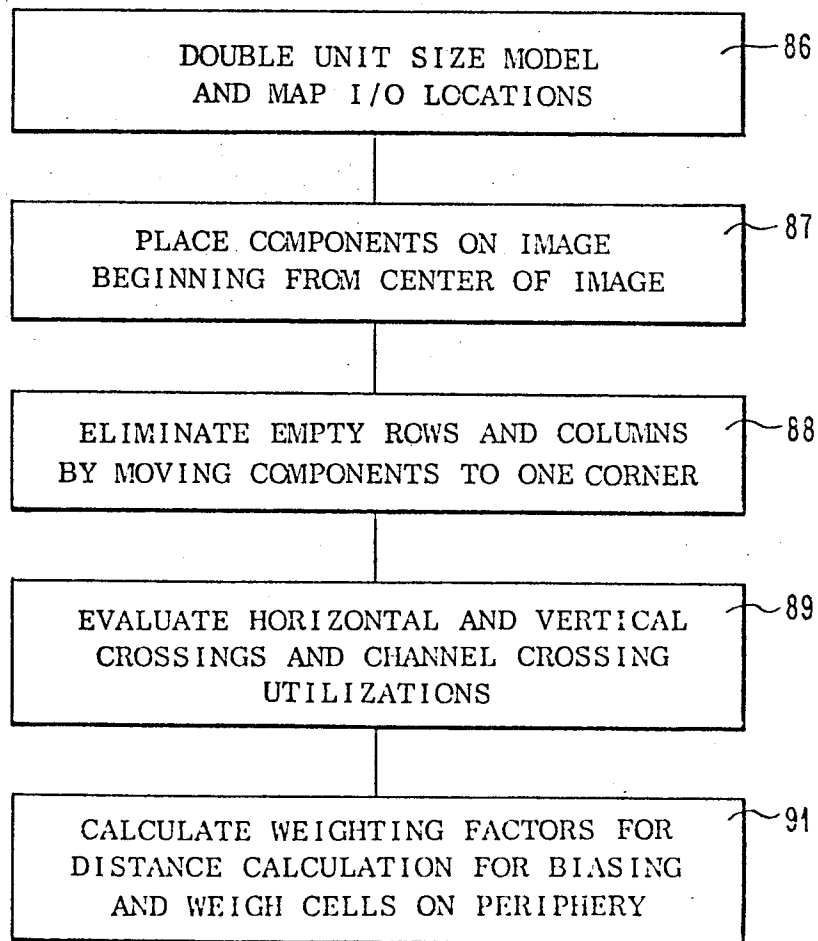 DOUBLE UNIT SIZE MODEL
AND MAP I/O LOCATIONS
86
PLACE COMPONENTS ON IMAGE
BEGINNING FROM CENTER OF IMAGE
87
ELIMINATE EMPTY ROWS AND COLUMNS
BY MOVING COMPONENTS TO ONE CORNER
88
EVALUATE HORIZONTAL AND VERTICAL
CROSSINGS AND CHANNEL CROSSING
UTILIZATIONS
89
CALCULATE WEIGHTING FACTORS FOR
DISTANCE CALCULATION FOR BIASING
AND WEIGH CELLS ON PERIPHERY
91